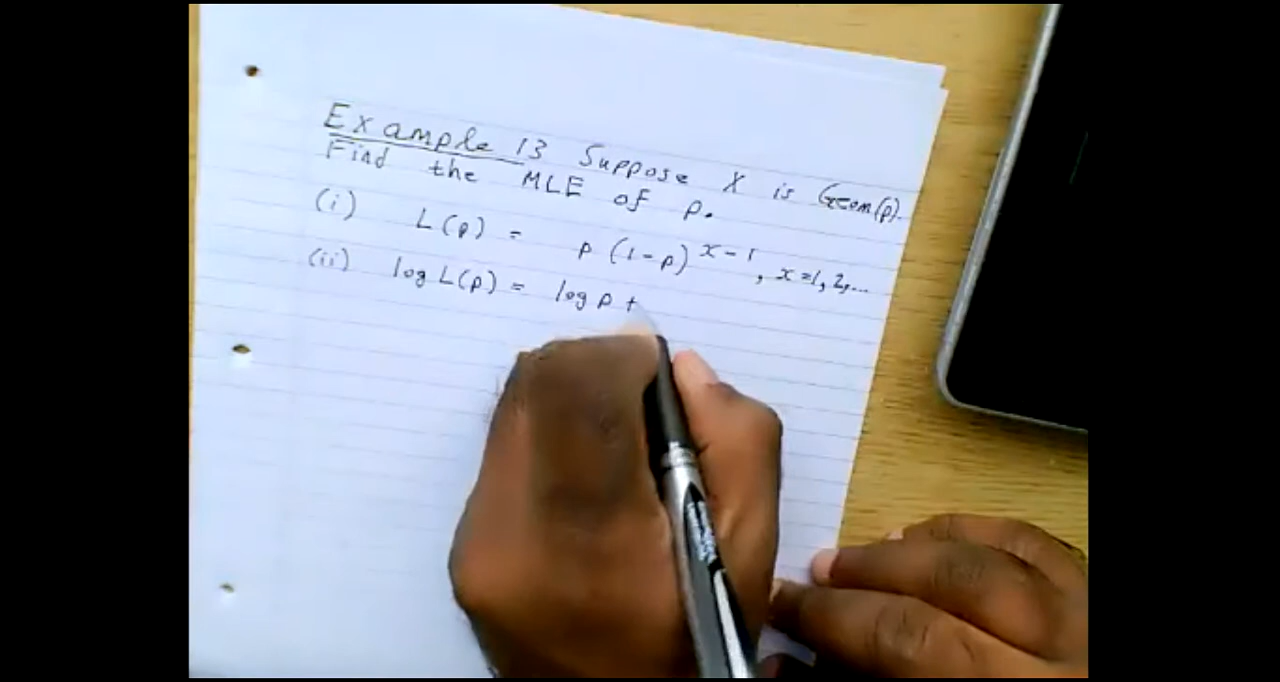 Example 13 Suppose X is Geom(p).
Find the MLE of p.
(i) L(p) = p (1-p)^{x-1}, x=1, 2, ...
(ii) log L(p) = log p +